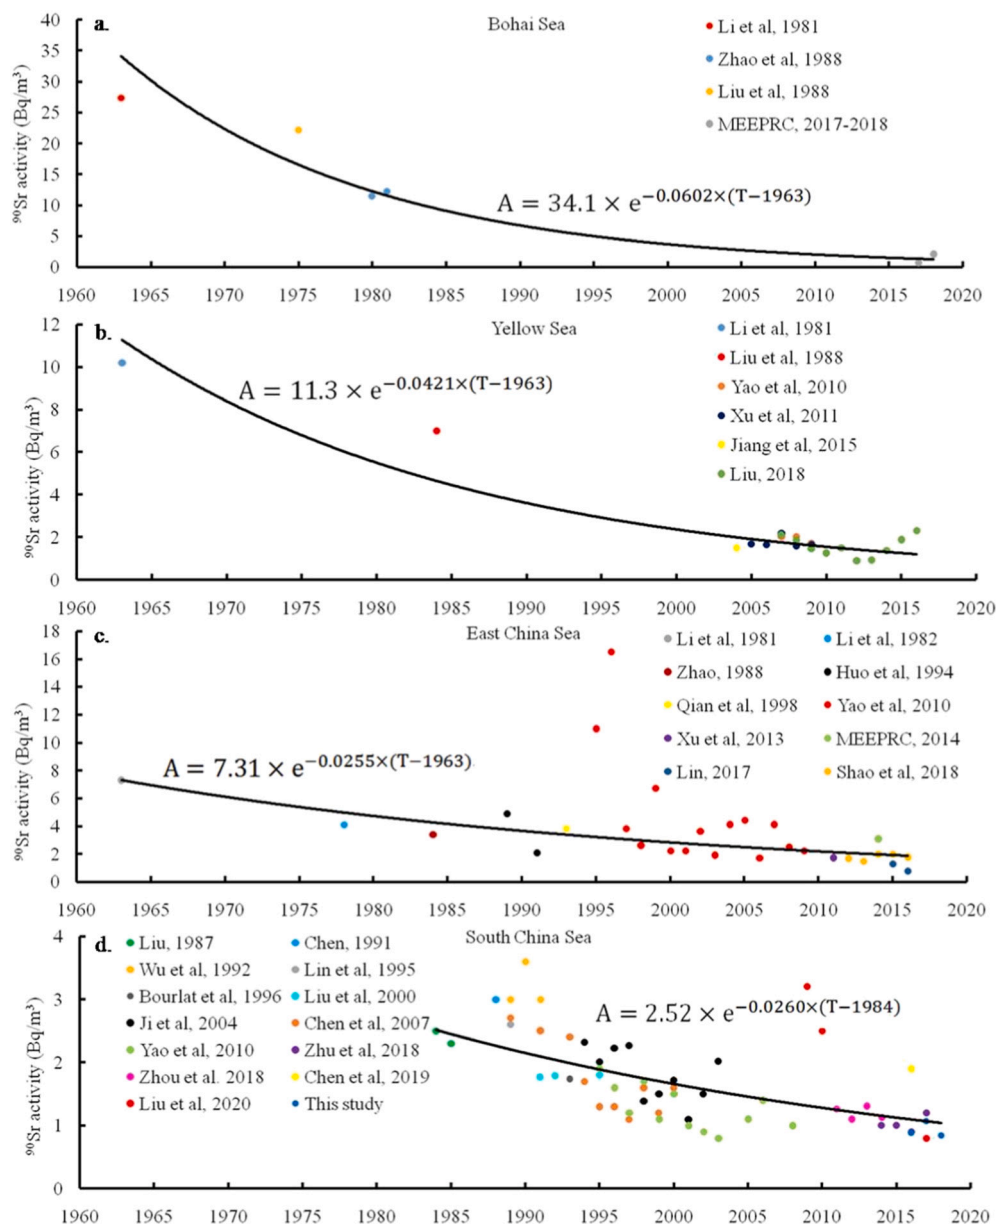 a.
Bohai Sea
Li et al, 1981
Zhao et al, 1988
Liu et al, 1988
MEEPRC, 2017-2018
A = 34.1 × e^−0.0602×(T−1963)
⁹⁰Sr activity (Bq/m³)
40
35
30
25
20
15
10
5
0
1960 1965 1970 1975 1980 1985 1990 1995 2000 2005 2010 2015 2020
b.
Yellow Sea
Li et al, 1981
Liu et al, 1988
Yao et al, 2010
Xu et al, 2011
Jiang et al, 2015
Liu, 2018
A = 11.3 × e^−0.0421×(T−1963)
⁹⁰Sr activity (Bq/m³)
12
10
8
6
4
2
0
1960 1965 1970 1975 1980 1985 1990 1995 2000 2005 2010 2015 2020
c.
East China Sea
Li et al, 1981 Li et al, 1982
Zhao, 1988 Huo et al, 1994
Qian et al, 1998 Yao et al, 2010
Xu et al, 2013 MEEPRC, 2014
Lin, 2017 Shao et al, 2018
A = 7.31 × e^−0.0255×(T−1963)
⁹⁰Sr activity (Bq/m³)
18
16
14
12
10
8
6
4
2
0
1960 1965 1970 1975 1980 1985 1990 1995 2000 2005 2010 2015 2020
d.
South China Sea
Liu, 1987 Chen, 1991
Wu et al, 1992 Lin et al, 1995
Bourlat et al, 1996 Liu et al, 2000
Ji et al, 2004 Chen et al, 2007
Yao et al, 2010 Zhu et al, 2018
Zhou et al. 2018 Chen et al, 2019
Liu et al, 2020 This study
A = 2.52 × e^−0.0260×(T−1984)
⁹⁰Sr activity (Bq/m³)
4
3
2
1
0
1960 1965 1970 1975 1980 1985 1990 1995 2000 2005 2010 2015 2020